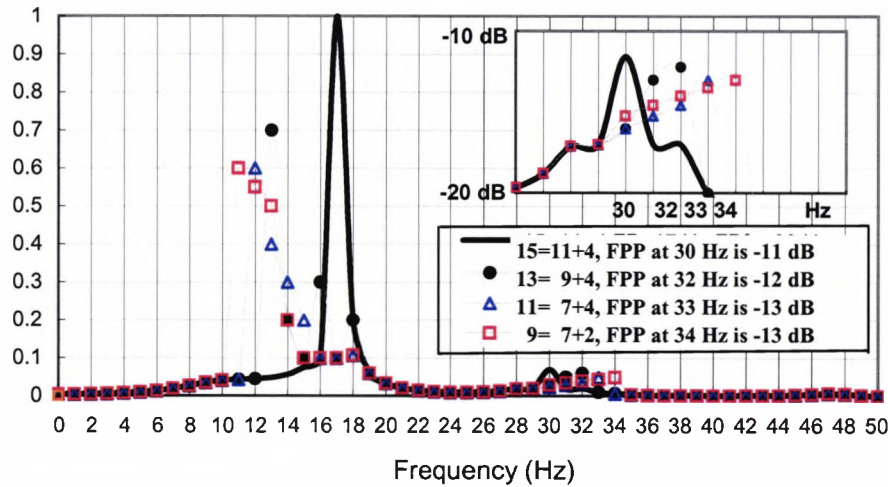 1
0.9
0.8
0.7
0.6
0.5
0.4
0.3
0.2
0.1
0
-10 dB
-20 dB
30 32 33 34 Hz
15=11+4, FPP at 30 Hz is -11 dB
13= 9+4, FPP at 32 Hz is -12 dB
11= 7+4, FPP at 33 Hz is -13 dB
9= 7+2, FPP at 34 Hz is -13 dB
0 2 4 6 8 10 12 14 16 18 20 22 24 26 28 30 32 34 36 38 40 42 44 46 48 50
Frequency (Hz)